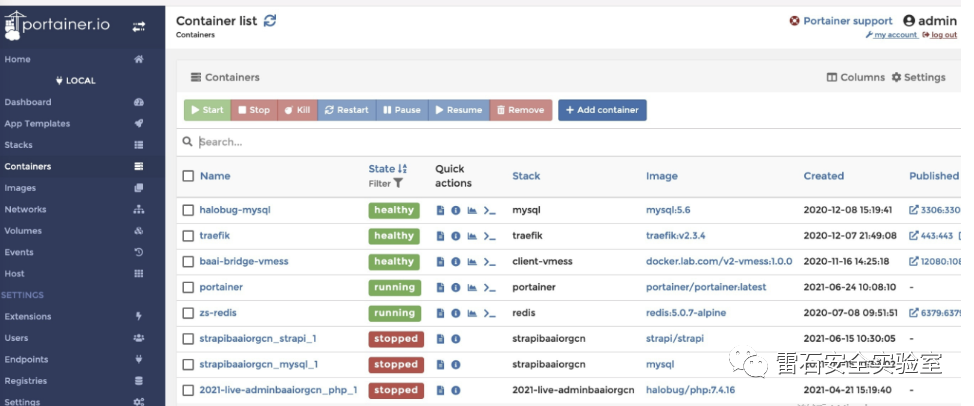 portainer.io
Home
LOCAL
Dashboard
App Templates
Stacks
Containers
Images
Networks
Volumes
Events
Host
SETTINGS
Extensions
Users
Endpoints
Registries
Settings
Container list
Containers
Portainer support admin
my account log out
Containers
Columns Settings
Start Stop Kill Restart Pause Resume Remove + Add container
Search...
Name State Filter Quick actions Stack Image Created Published
halobug-mysql healthy mysql mysql:5.6 2020-12-08 15:19:41 3306:330
traefik healthy traefik traefik:v2.3.4 2020-12-07 21:49:08 443:443
baai-bridge-vmess healthy client-vmess docker.lab.com/v2-vmess:1.0.0 2020-11-16 14:25:18 12080:108
portainer running portainer portainer/portainer:latest 2021-06-24 10:08:10 -
zs-redis running redis redis:5.0.7-alpine 2020-07-08 09:51:51 6379:6379
strapibaaiorgcn_strapi_1 stopped strapibaaiorgcn strapi/strapi 2021-06-15 10:30:05 -
strapibaaiorgcn_mysql_1 stopped strapibaaiorgcn mysql
2021-live-adminbaaiorgcn_php_1 stopped 2021-live-adminbaaiorgcn halobug/php:7.4.16 2021-04-21 15:19:40 -
雷石安全实验室